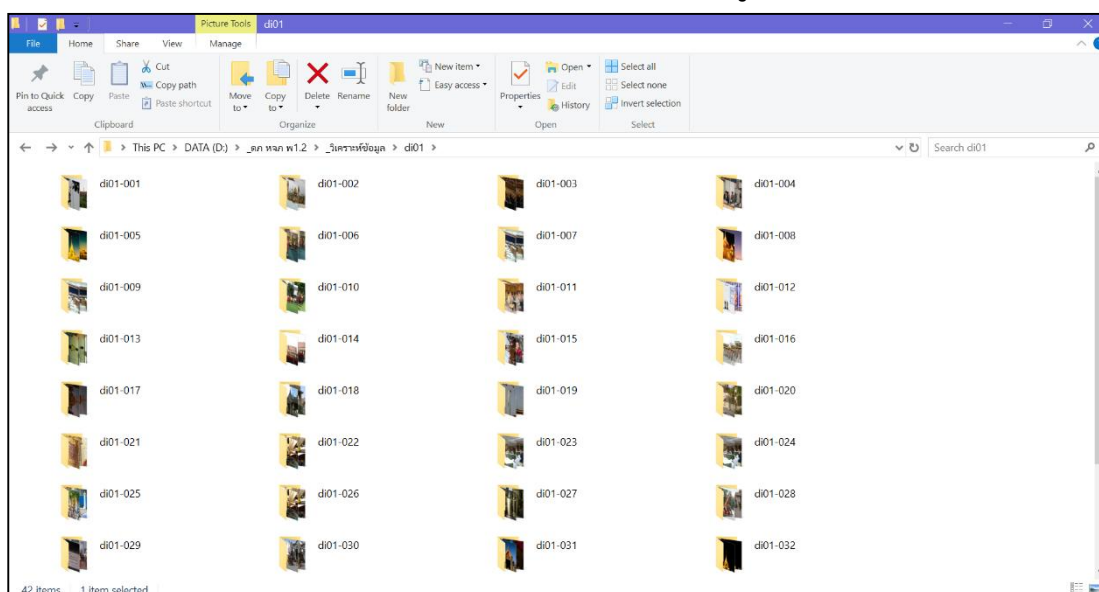 Picture Tools di01
File Home Share View Manage
Pin to Quick access
Copy
Paste
Cut
Copy path
Paste shortcut
Clipboard
Move to
Copy to
Delete
Rename
Organize
New folder
New item
Easy access
New
Properties
Open
Edit
History
Open
Select all
Select none
Invert selection
Select
This PC > DATA (D:) > _ตก หจก พ1.2 > _วิเคราะห์ข้อมูล > di01 >
Search di01
di01-001 di01-002 di01-003 di01-004
di01-005 di01-006 di01-007 di01-008
di01-009 di01-010 di01-011 di01-012
di01-013 di01-014 di01-015 di01-016
di01-017 di01-018 di01-019 di01-020
di01-021 di01-022 di01-023 di01-024
di01-025 di01-026 di01-027 di01-028
di01-029 di01-030 di01-031 di01-032
42 items 1 item selected